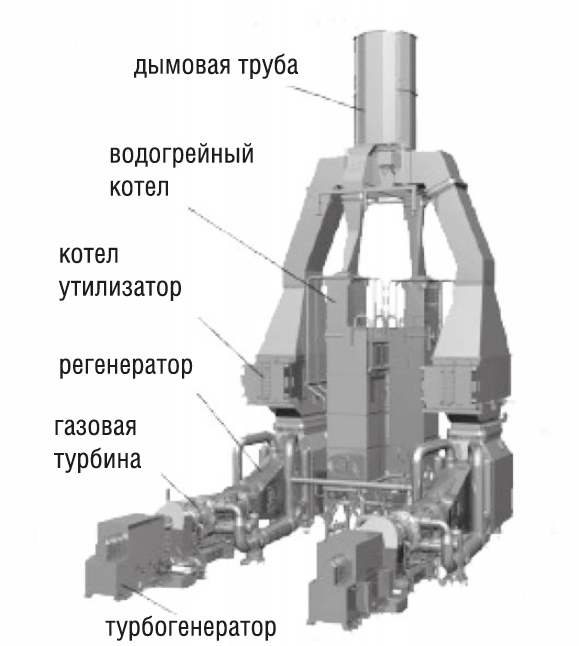 дымовая труба
водогрейный
котел
котел
утилизатор
регенератор
газовая
турбина
турбогенератор